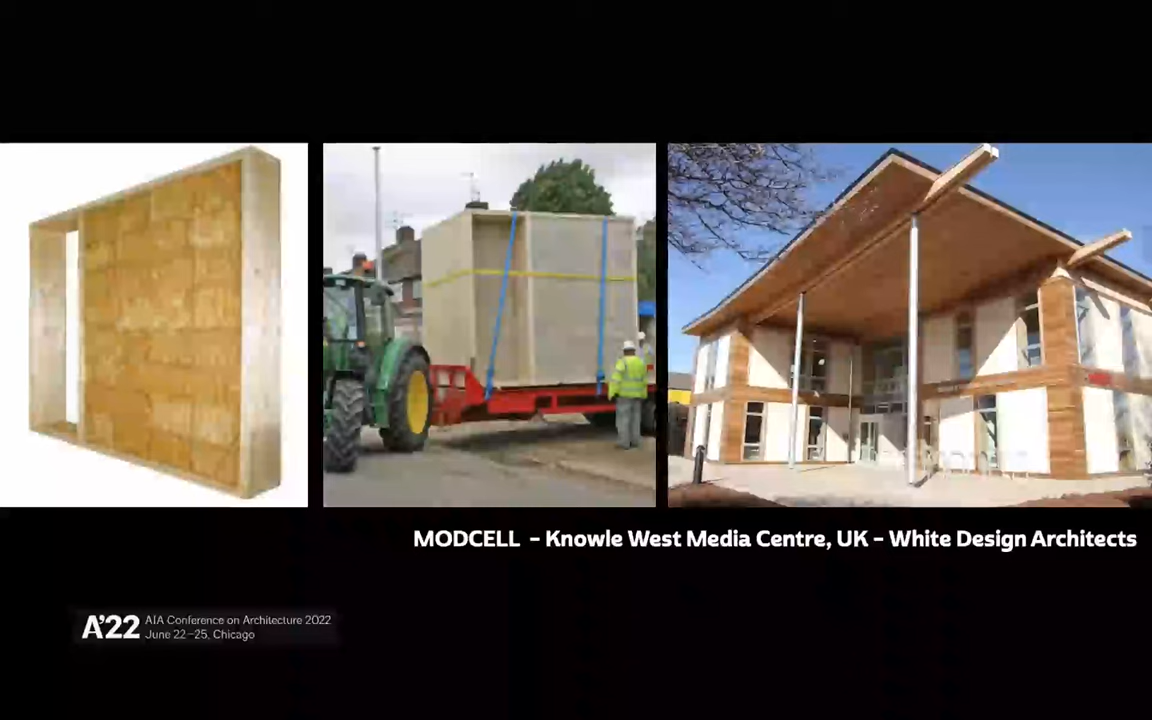 MODCELL - Knowle West Media Centre, UK - White Design Architects
A'22 AIA Conference on Architecture 2022
June 22-25, Chicago